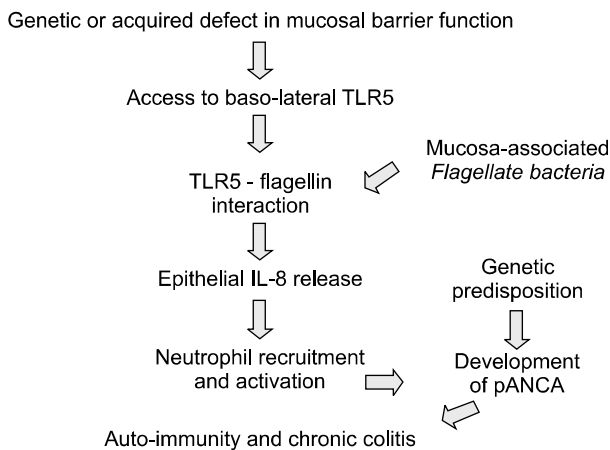 Genetic or acquired defect in mucosal barrier function
Access to baso-lateral TLR5
Mucosa-associated
Flagellate bacteria
TLR5 - flagellin
interaction
Epithelial IL-8 release
Genetic
predisposition
Neutrophil recruitment
and activation
Development
of pANCA
Auto-immunity and chronic colitis